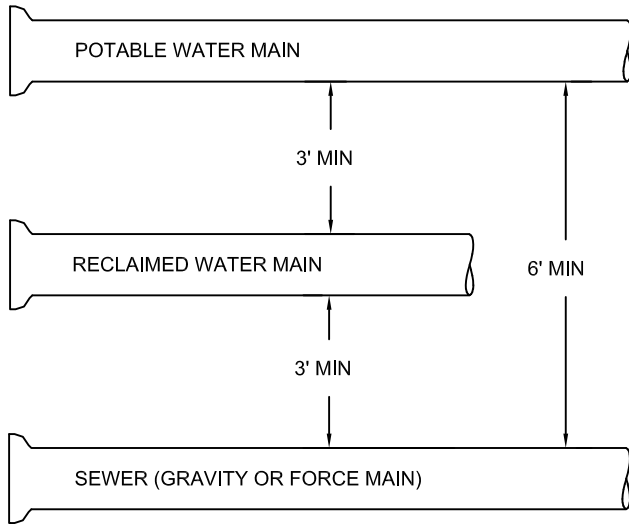 POTABLE WATER MAIN
3' MIN
RECLAIMED WATER MAIN
6' MIN
3' MIN
SEWER (GRAVITY OR FORCE MAIN)